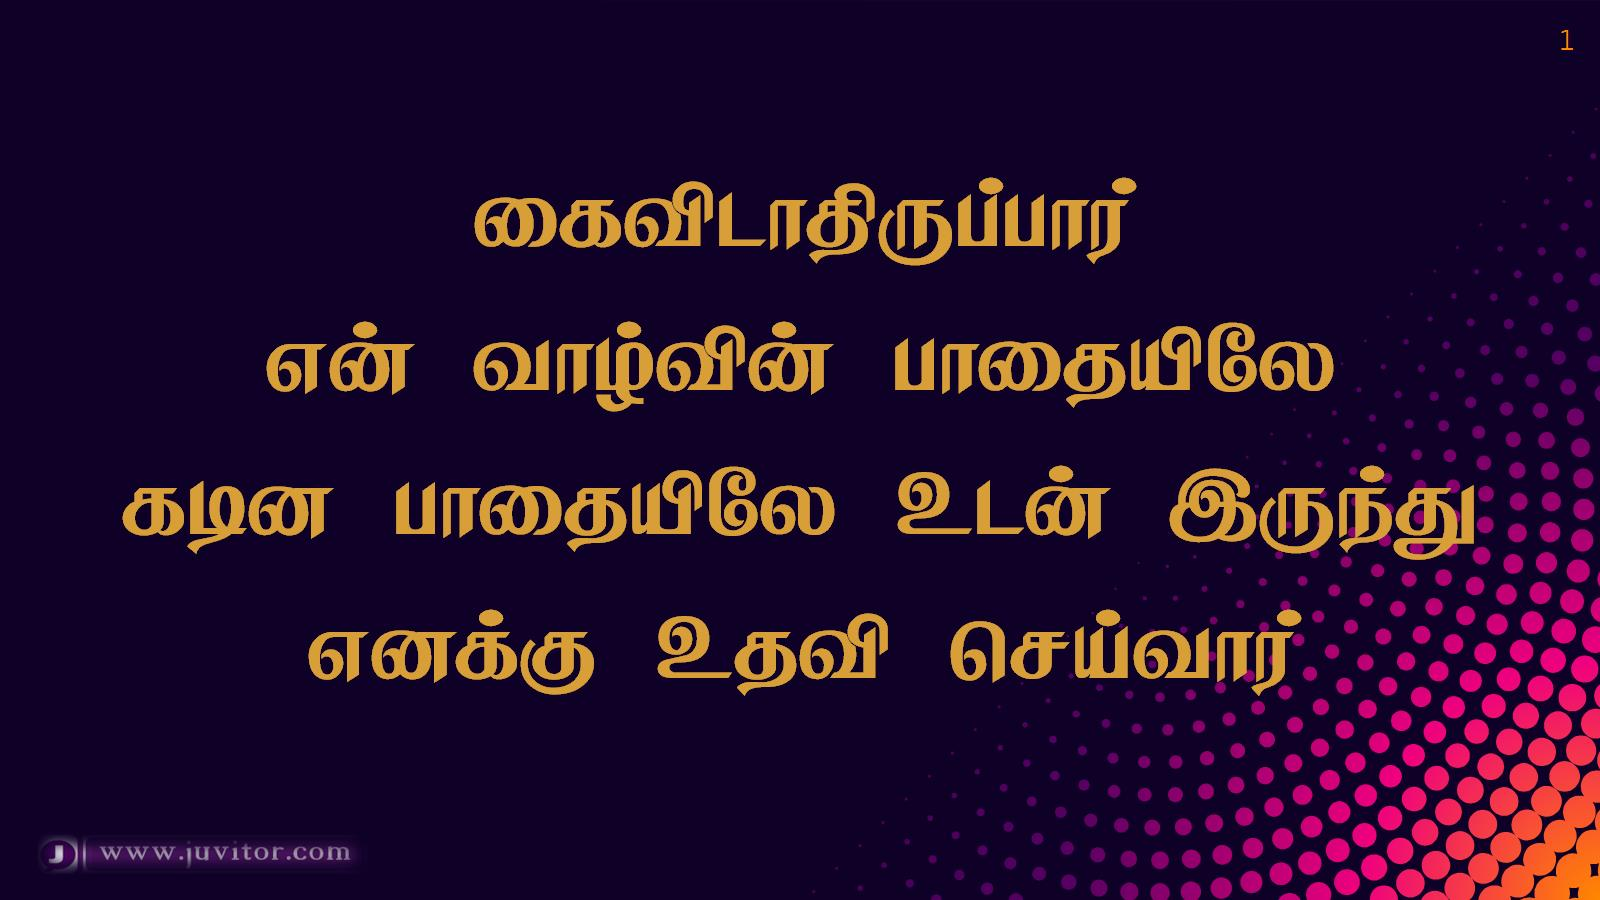 1
கைவிடாதிருப்பார்
என் வாழ்வின் பாதையிலே
கடின பாதையிலே உடன் இருந்து
எனக்கு உதவி செய்வார்
J www.juvitor.com